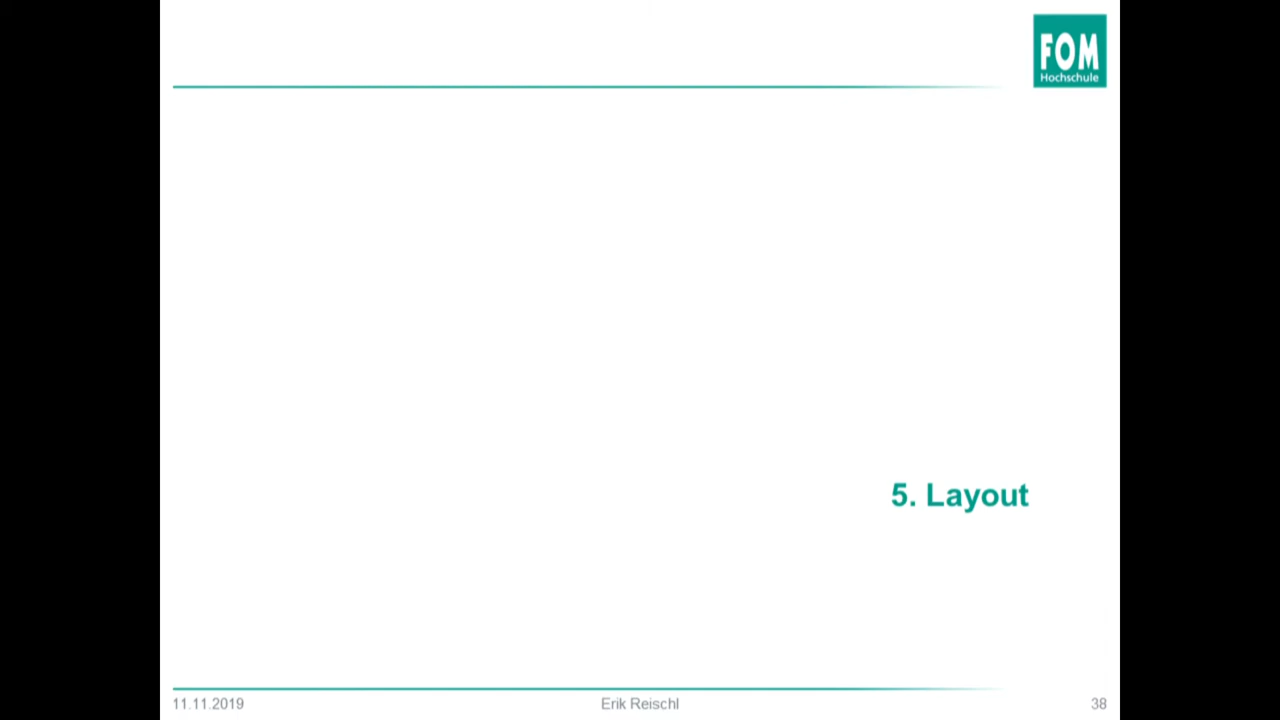 FOM
Hochschule
5. Layout
11.11.2019
Erik Reischl
38